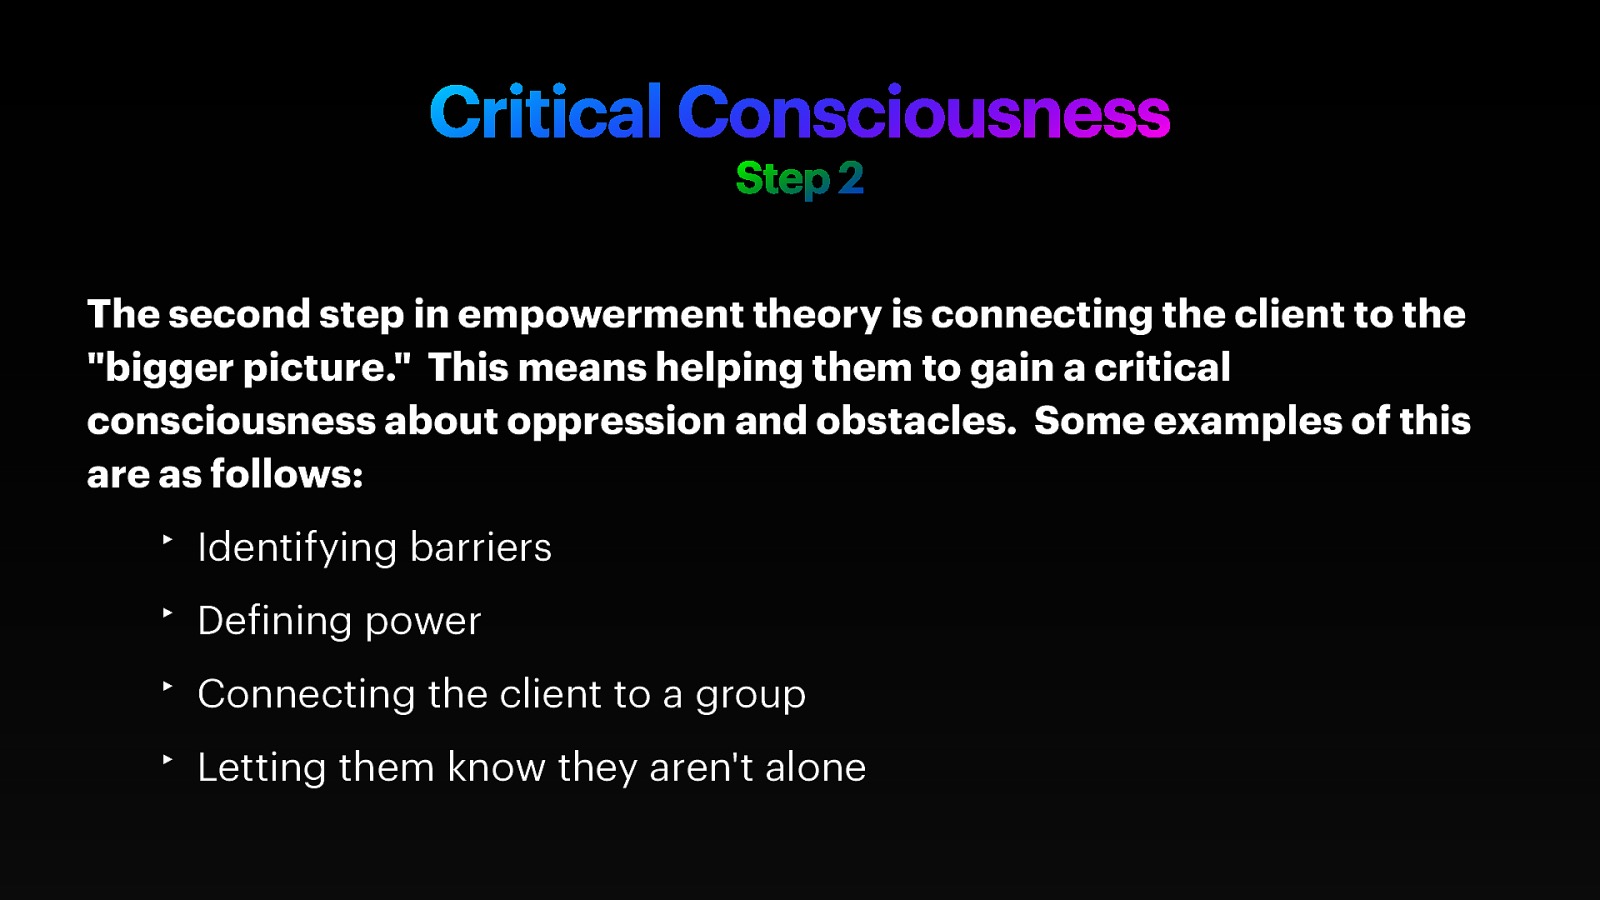 Critical Consciousness
Step 2
The second step in empowerment theory is connecting the client to the
"bigger picture."  This means helping them to gain a critical
consciousness about oppression and obstacles.  Some examples of this
are as follows:
‣ Identifying barriers
‣ Defining power
‣ Connecting the client to a group
‣ Letting them know they aren't alone